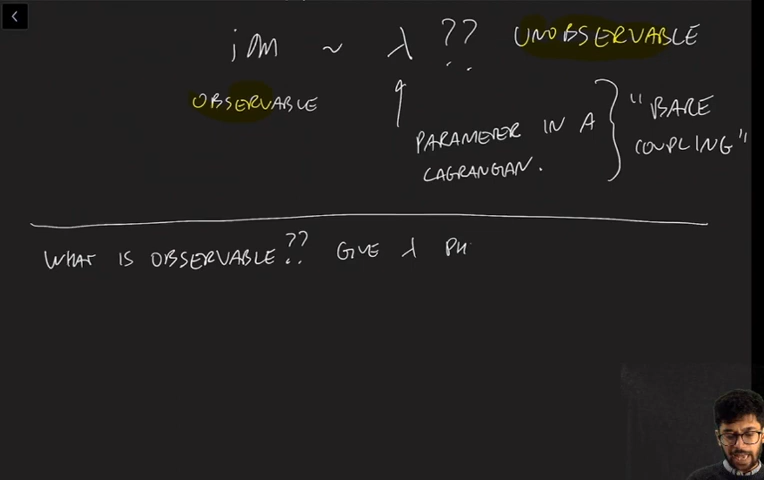 iM ~ λ ?? UNOBSERVABLE
OBSERVABLE
PARAMETER IN A
LAGRANGIAN.
"BARE
COUPLING"
WHAT IS OBSERVABLE?? GIVE λ PH